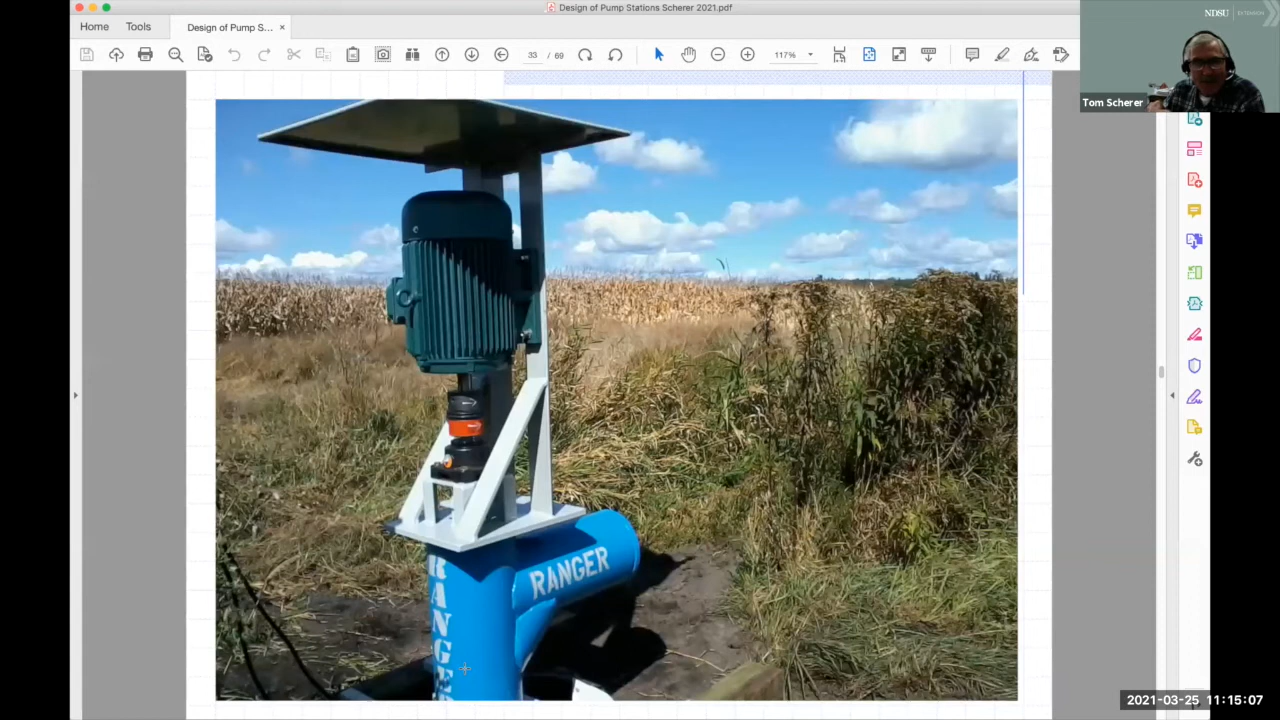 Design of Pump Stations Scherer 2021.pdf
Home
Tools
Design of Pump S...
33 / 69
117%
NDSU EXTENSION
Tom Scherer
RANGER
RANGER
2021-03-25 11:15:07